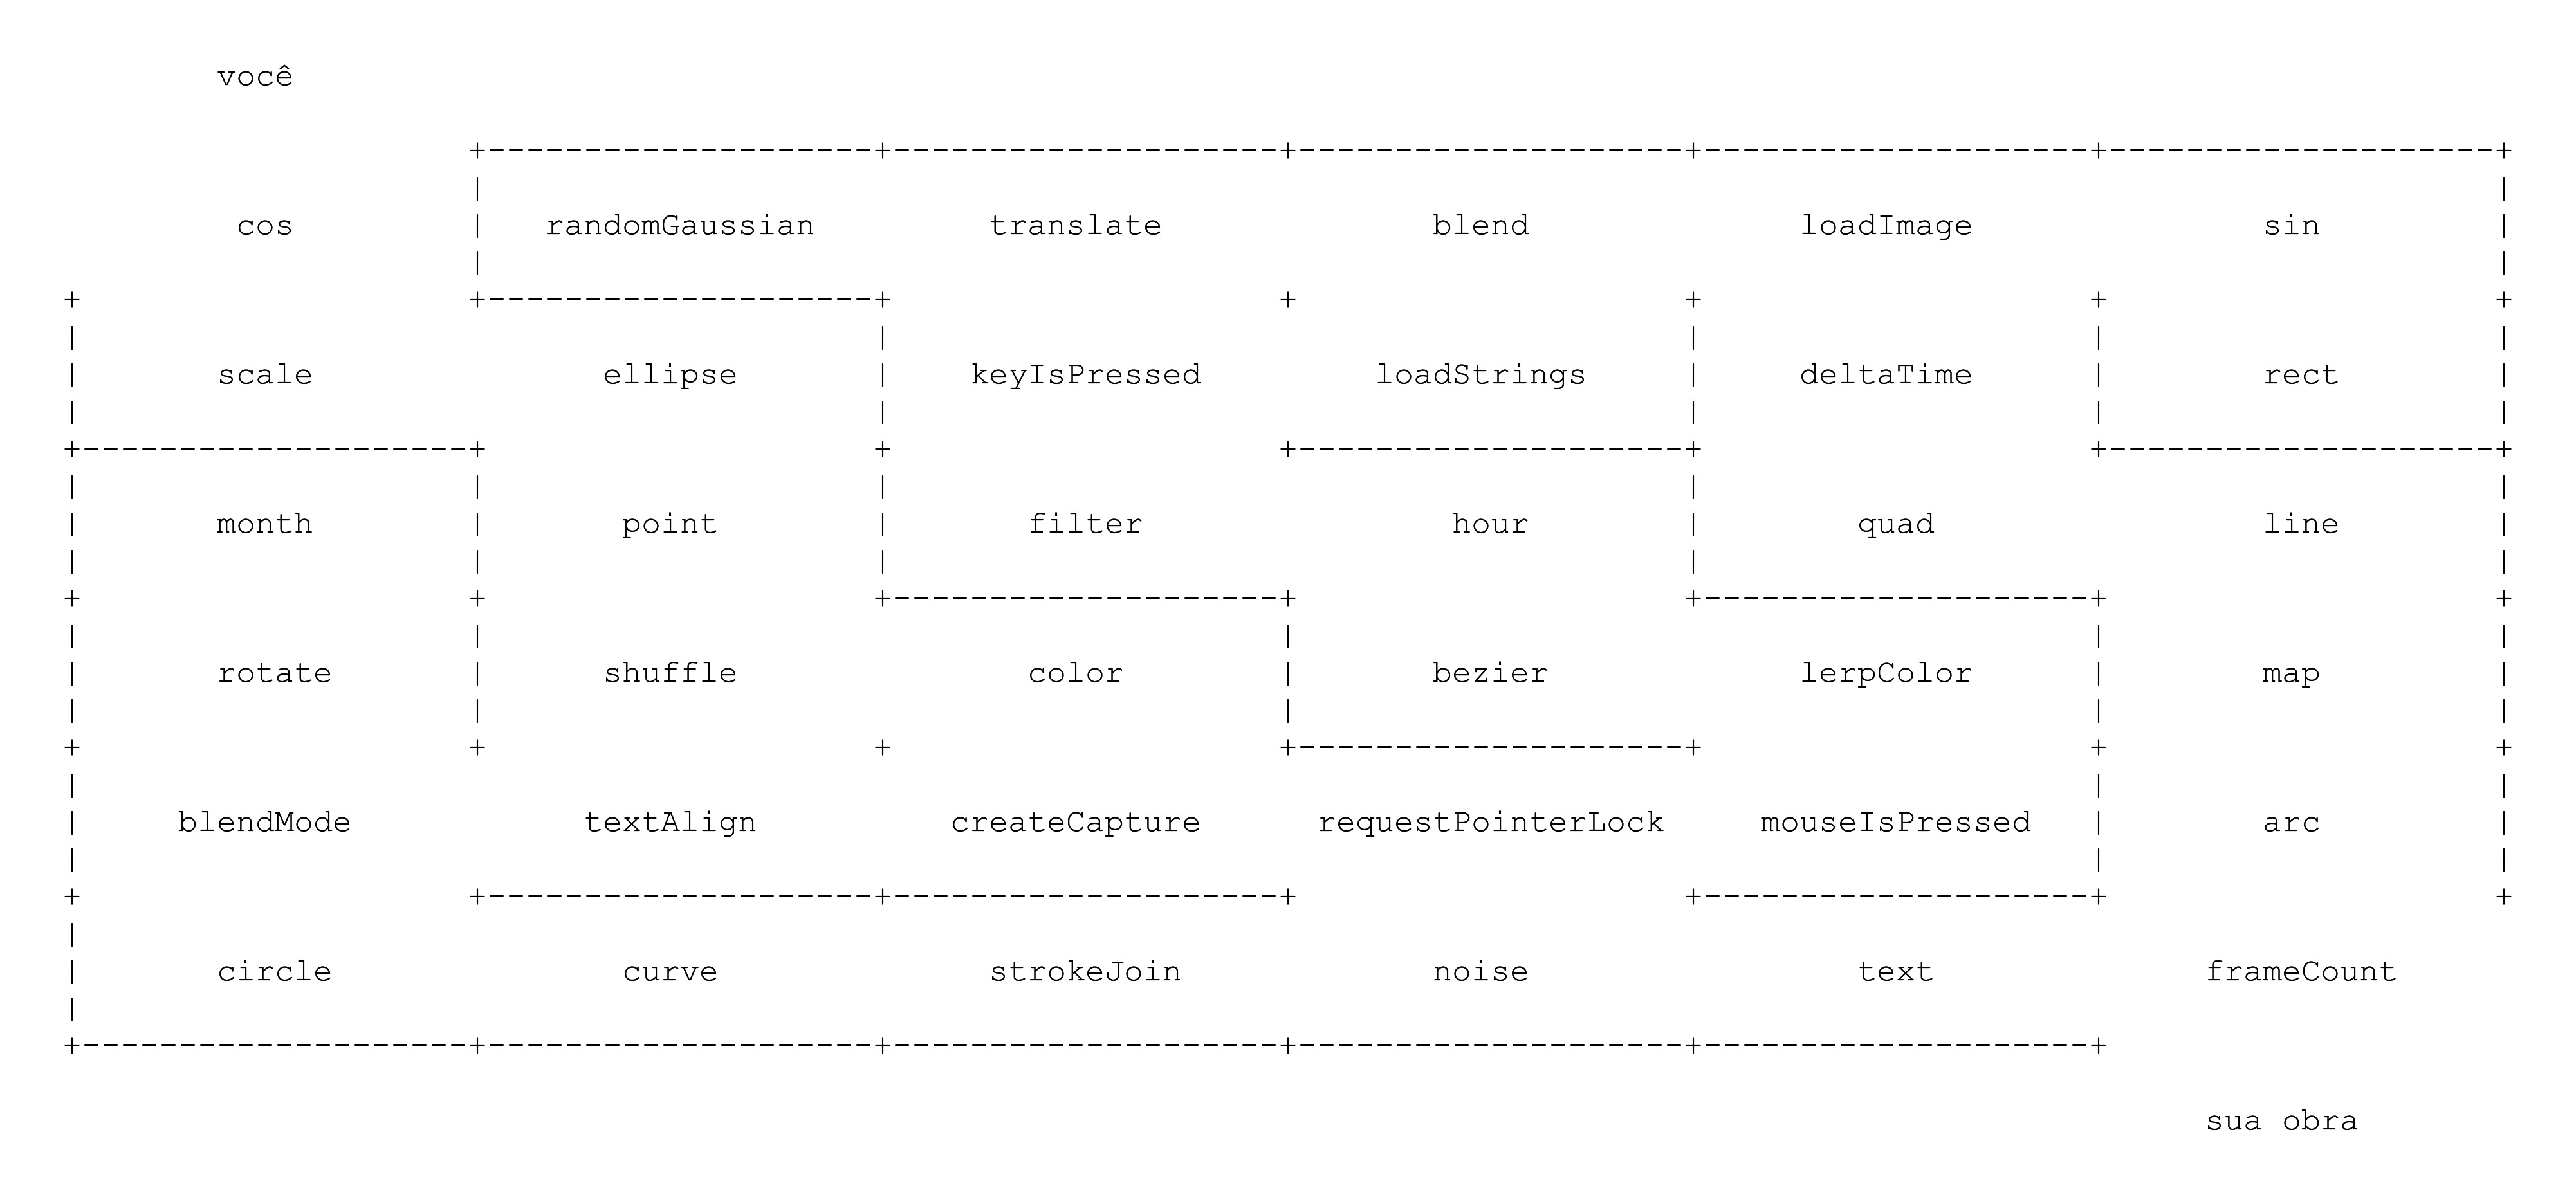 você
cos randomGaussian translate blend loadImage sin
scale ellipse keyIsPressed loadStrings deltaTime rect
month point filter hour quad line
rotate shuffle color bezier lerpColor map
blendMode textAlign createCapture requestPointerLock mouseIsPressed arc
circle curve strokeJoin noise text frameCount
sua obra